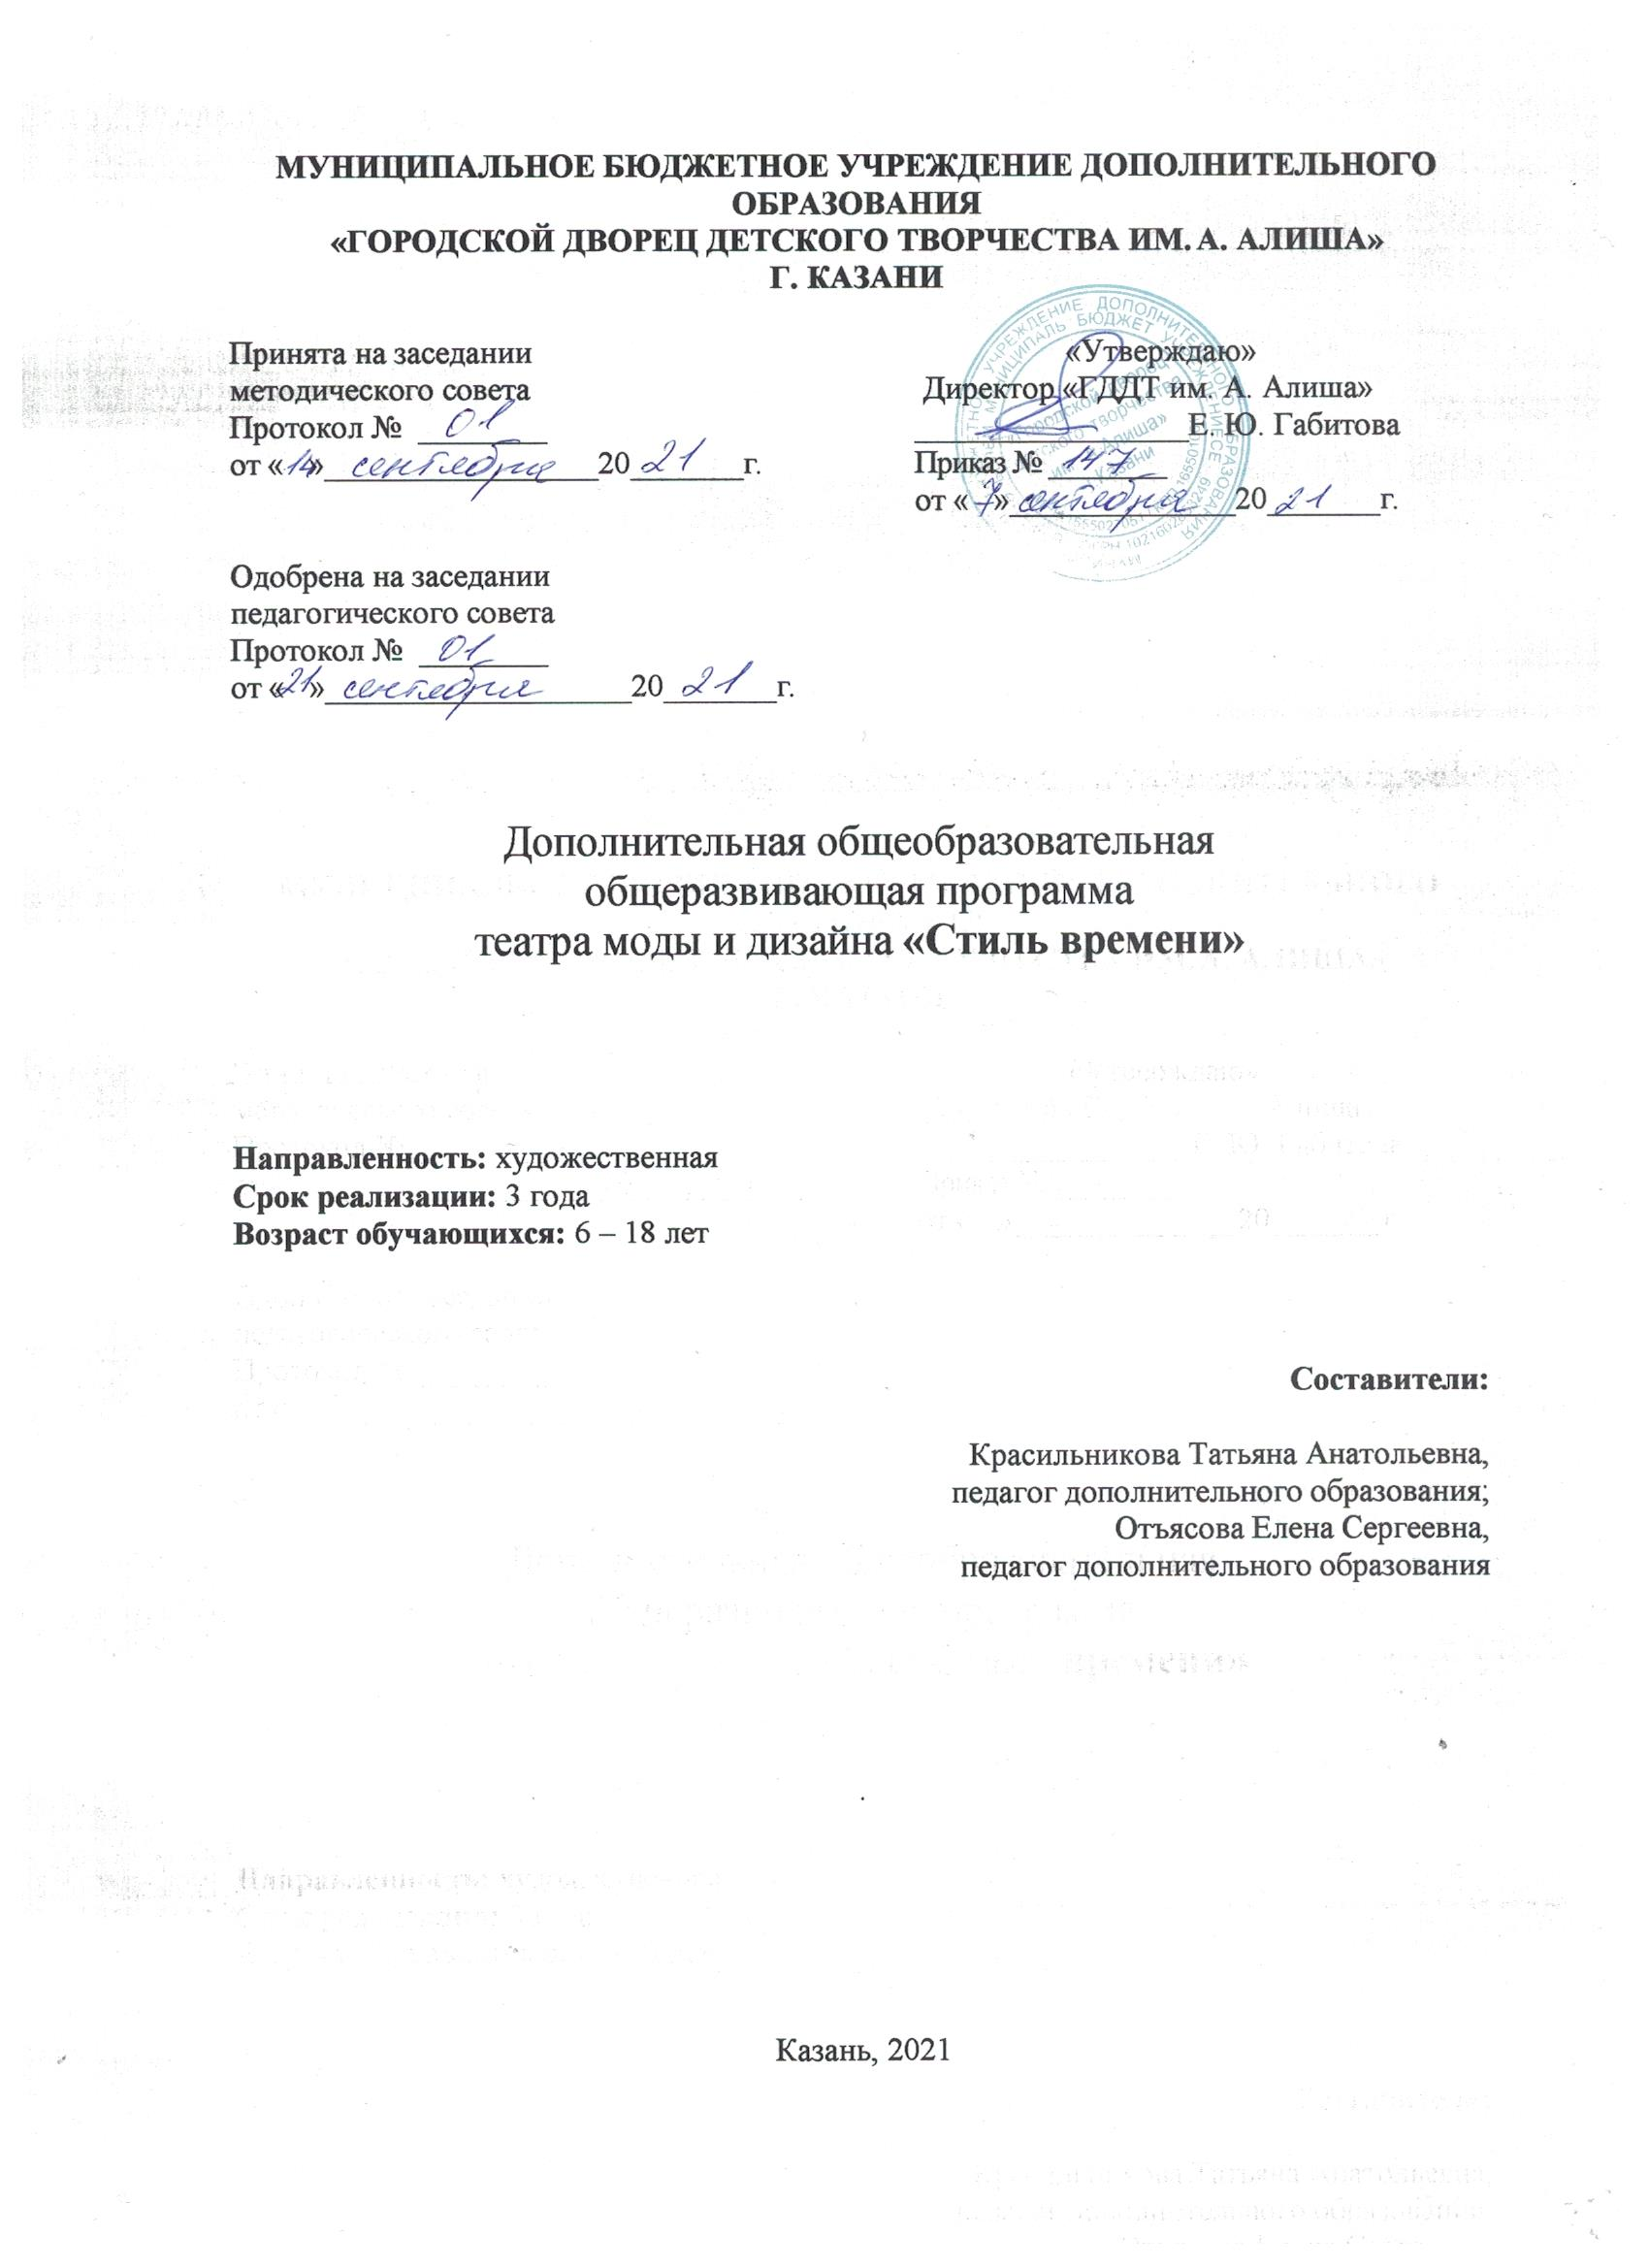 МУНИЦИПАЛЬНОЕ БЮДЖЕТНОЕ УЧРЕЖДЕНИЕ ДОПОЛНИТЕЛЬНОГО
ОБРАЗОВАНИЯ
«ГОРОДСКОЙ ДВОРЕЦ ДЕТСКОГО ТВОРЧЕСТВА ИМ. А. АЛИША»
Г. КАЗАНИ
Принята на заседании
методического совета
Протокол № 01
от «14» сентября 20 21 г.
«Утверждаю»
Директор «ГДДТ им. А. Алиша»
Е. Ю. Габитова
Приказ № 147
от «7» сентября 20 21 г.
Одобрена на заседании
педагогического совета
Протокол № 01
от «21» сентября 20 21 г.
Дополнительная общеобразовательная
общеразвивающая программа
театра моды и дизайна «Стиль времени»
Направленность: художественная
Срок реализации: 3 года
Возраст обучающихся: 6 – 18 лет
Составители:
Красильникова Татьяна Анатольевна,
педагог дополнительного образования;
Отъясова Елена Сергеевна,
педагог дополнительного образования
Казань, 2021